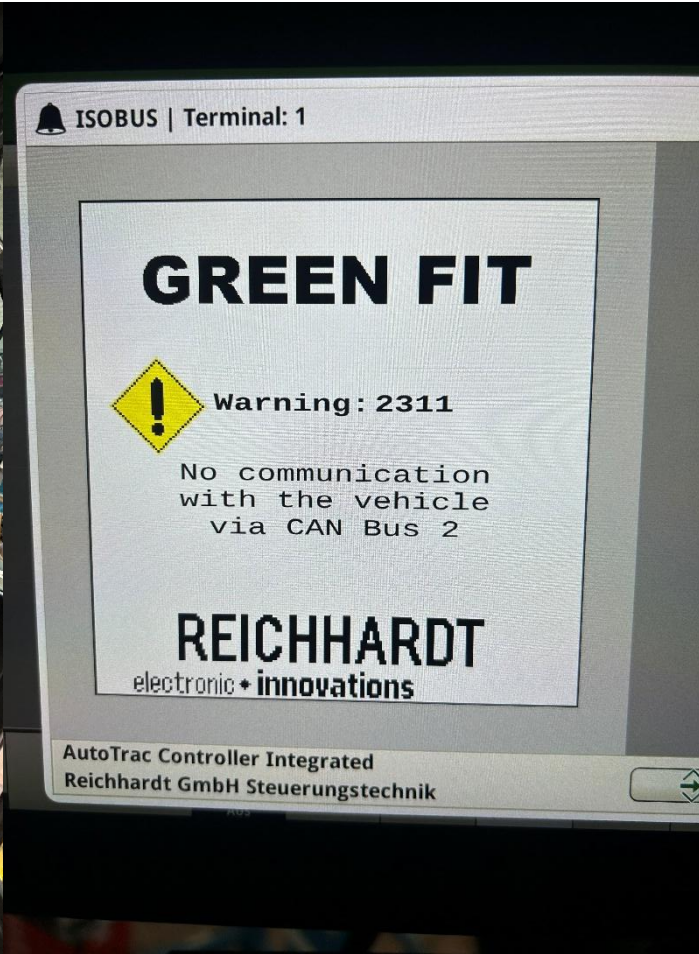 ISOBUS | Terminal: 1
GREEN FIT
Warning: 2311
No communication
with the vehicle
via CAN Bus 2
REICHHARDT
electronic • innovations
AutoTrac Controller Integrated
Reichhardt GmbH Steuerungstechnik